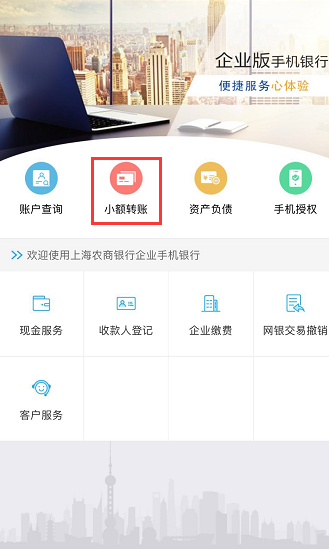 企业版手机银行
便捷服务心体验
账户查询
小额转账
资产负债
手机授权
欢迎使用上海农商银行企业手机银行
现金服务
收款人登记
企业缴费
网银交易撤销
客户服务